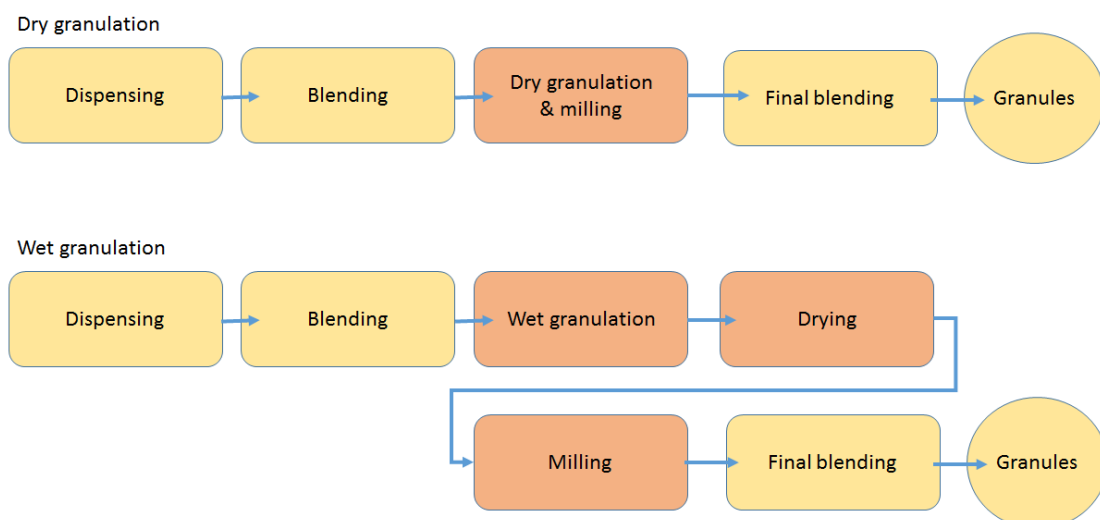 Dry granulation
Dispensing
Blending
Dry granulation
& milling
Final blending
Granules
Wet granulation
Dispensing
Blending
Wet granulation
Drying
Milling
Final blending
Granules